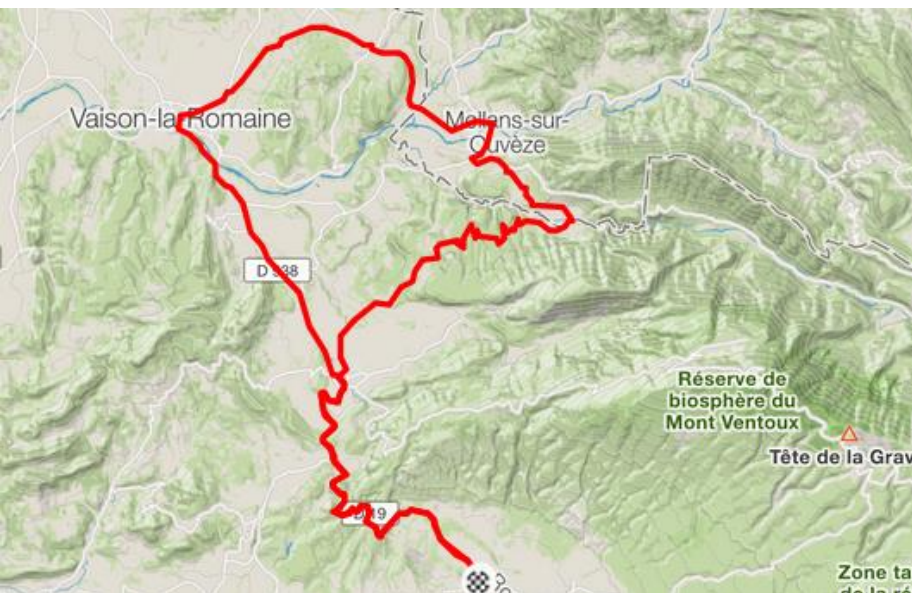 Vaison-la-Romaine
Mollans-sur-
Ouvèze
D 938
Réserve de
biosphère du
Mont Ventoux
Tête de la Grav
D 19
Zone ta
de la ré